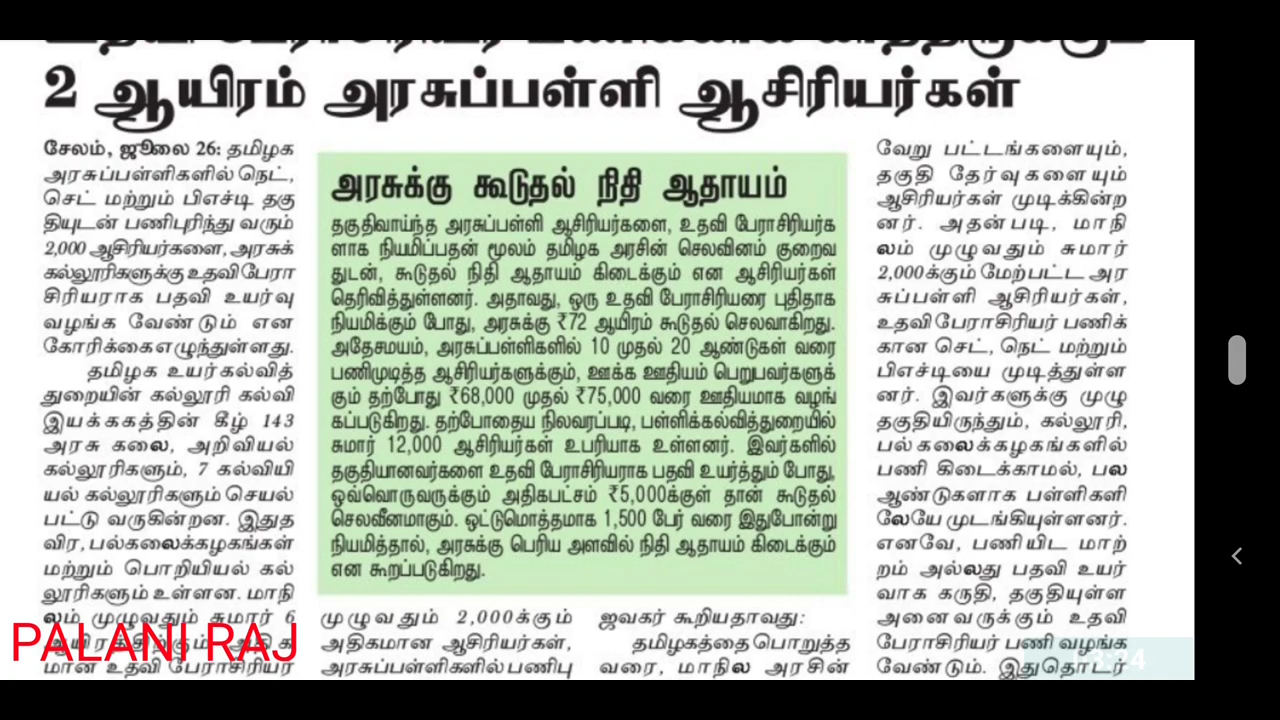 2 ஆயிரம் அரசுப்பள்ளி ஆசிரியர்கள்
சேலம், ஜூலை 26: தமிழக
அரசுப்பள்ளிகளில் நெட்,
செட் மற்றும் பிஎச்டி தகு
தியுடன் பணிபுரிந்து வரும்
2,000 ஆசிரியர்களை, அரசுக்
கல்லூரிகளுக்கு உதவி பேரா
சிரியராக பதவி உயர்வு
வழங்க வேண்டும் என
கோரிக்கை எழுந்துள்ளது.
தமிழக உயர்கல்வித்
துறையின் கல்லூரி கல்வி
இயக்ககத்தின் கீழ் 143
அரசு கலை, அறிவியல்
கல்லூரிகளும், 7 கல்வியி
யல் கல்லூரிகளும் செயல்
பட்டு வருகின்றன. இதுத
விர, பல்கலைக்கழகங்கள்
மற்றும் பொறியியல் கல்
லூரிகளும் உள்ளன. மாநி
லம் முழுவதும் சுமார் 6
மான உதவி பேராசிரியர்
அரசுக்கு கூடுதல் நிதி ஆதாயம்
தகுதிவாய்ந்த அரசுப்பள்ளி ஆசிரியர்களை, உதவி பேராசிரியர்க
ளாக நியமிப்பதன் மூலம் தமிழக அரசின் செலவினம் குறைவ
துடன், கூடுதல் நிதி ஆதாயம் கிடைக்கும் என ஆசிரியர்கள்
தெரிவித்துள்ளனர். அதாவது, ஒரு உதவி பேராசிரியரை புதிதாக
நியமிக்கும் போது, அரசுக்கு ₹72 ஆயிரம் கூடுதல் செலவாகிறது.
அதேசமயம், அரசுப்பள்ளிகளில் 10 முதல் 20 ஆண்டுகள் வரை
பணிமுடித்த ஆசிரியர்களுக்கும், ஊக்க ஊதியம் பெறுபவர்களுக்
கும் தற்போது ₹68,000 முதல் ₹75,000 வரை ஊதியமாக வழங்
கப்படுகிறது. தற்போதைய நிலவரப்படி, பள்ளிக்கல்வித்துறையில்
சுமார் 12,000 ஆசிரியர்கள் உபரியாக உள்ளனர். இவர்களில்
தகுதியானவர்களை உதவி பேராசிரியராக பதவி உயர்த்தும் போது,
ஒவ்வொருவருக்கும் அதிகபட்சம் ₹5,000க்குள் தான் கூடுதல்
செலவீனமாகும். ஒட்டுமொத்தமாக 1,500 பேர் வரை இதுபோன்று
நியமித்தால், அரசுக்கு பெரிய அளவில் நிதி ஆதாயம் கிடைக்கும்
என கூறப்படுகிறது.
முழுவதும் 2,000க்கும்
அதிகமான ஆசிரியர்கள்,
அரசுப்பள்ளிகளில் பணிபு
ஜவகர் கூறியதாவது:
தமிழகத்தை பொறுத்த
வரை, மாநில அரசின்
வேறு பட்டங்களையும்,
தகுதி தேர்வுகளையும்
ஆசிரியர்கள் முடிக்கின்ற
னர். அதன்படி, மாநி
லம் முழுவதும் சுமார்
2,000க்கும் மேற்பட்ட அர
சுப்பள்ளி ஆசிரியர்கள்,
உதவி பேராசிரியர் பணிக்
கான செட், நெட் மற்றும்
பிஎச்டியை முடித்துள்ள
னர். இவர்களுக்கு முழு
தகுதியிருந்தும், கல்லூரி,
பல்கலைக்கழகங்களில்
பணி கிடைக்காமல், பல
ஆண்டுகளாக பள்ளிகளி
லேயே முடங்கியுள்ளனர்.
எனவே, பணியிட மாற்
றம் அல்லது பதவி உயர்
வாக கருதி, தகுதியுள்ள
அனைவருக்கும் உதவி
பேராசிரியர் பணி வழங்க
வேண்டும். இதுதொடர்
PALANI RAJ